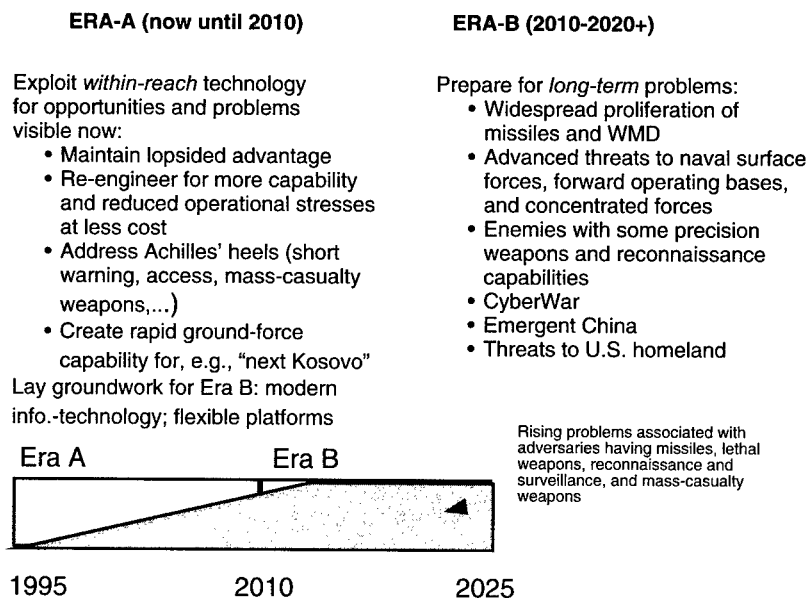 ERA-A (now until 2010)
Exploit within-reach technology
for opportunities and problems
visible now:
• Maintain lopsided advantage
• Re-engineer for more capability
and reduced operational stresses
at less cost
• Address Achilles’ heels (short
warning, access, mass-casualty
weapons,...)
• Create rapid ground-force
capability for, e.g., “next Kosovo”
Lay groundwork for Era B: modern
info.-technology; flexible platforms
ERA-B (2010-2020+)
Prepare for long-term problems:
• Widespread proliferation of
missiles and WMD
• Advanced threats to naval surface
forces, forward operating bases,
and concentrated forces
• Enemies with some precision
weapons and reconnaissance
capabilities
• CyberWar
• Emergent China
• Threats to U.S. homeland
Rising problems associated with
adversaries having missiles, lethal
weapons, reconnaissance and
surveillance, and mass-casualty
weapons
Era A
Era B
1995
2010
2025